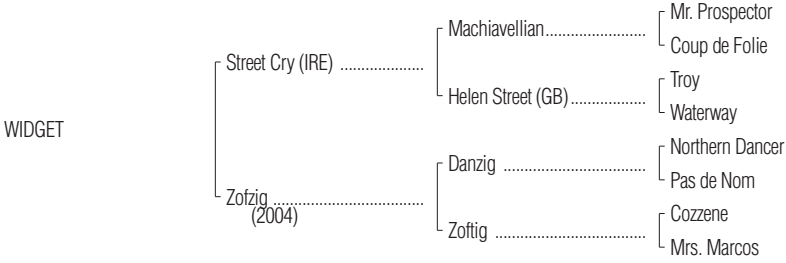 Mr. Prospector
Machiavellian
Coup de Folie
Street Cry (IRE)
Troy
Helen Street (GB)
Waterway
WIDGET
Northern Dancer
Danzig
Pas de Nom
Zofzig
(2004)
Cozzene
Zoftig
Mrs. Marcos